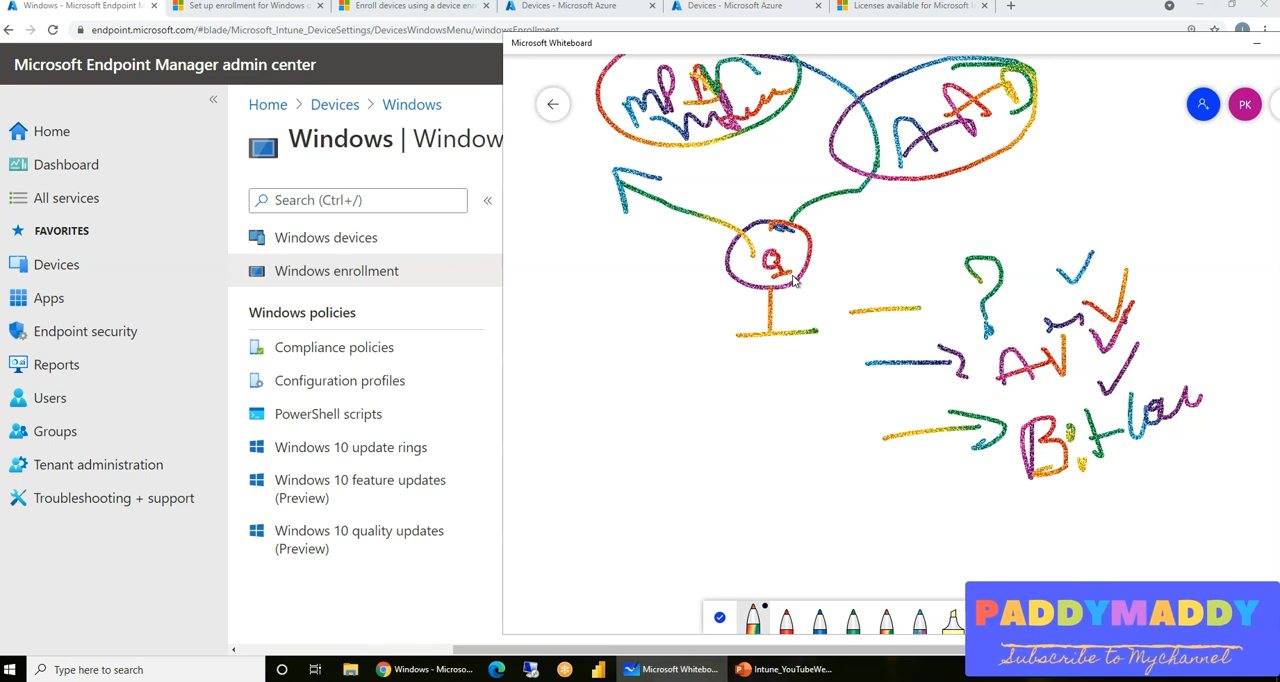 Windows - Microsoft Endpoint M
Set up enrollment for Windows
Enroll devices using a device enr
Devices - Microsoft Azure
Devices - Microsoft Azure
Licenses available for Microsoft I
endpoint.microsoft.com/#blade/Microsoft_Intune_DeviceSettings/DevicesWindowsMenu/windowsEnrollment
Microsoft Whiteboard
Microsoft Endpoint Manager admin center
Home > Devices > Windows
Windows | Window
Search (Ctrl+/)
Home
Dashboard
All services
FAVORITES
Devices
Apps
Endpoint security
Reports
Users
Groups
Tenant administration
Troubleshooting + support
Windows devices
Windows enrollment
Windows policies
Compliance policies
Configuration profiles
PowerShell scripts
Windows 10 update rings
Windows 10 feature updates
(Preview)
Windows 10 quality updates
(Preview)
AAD
PK
?
AV
PADDYMADDY
Subscribe to Mychannel
Type here to search
Windows - Microso...
Microsoft Whitebo...
Intune_YouTubeWe...